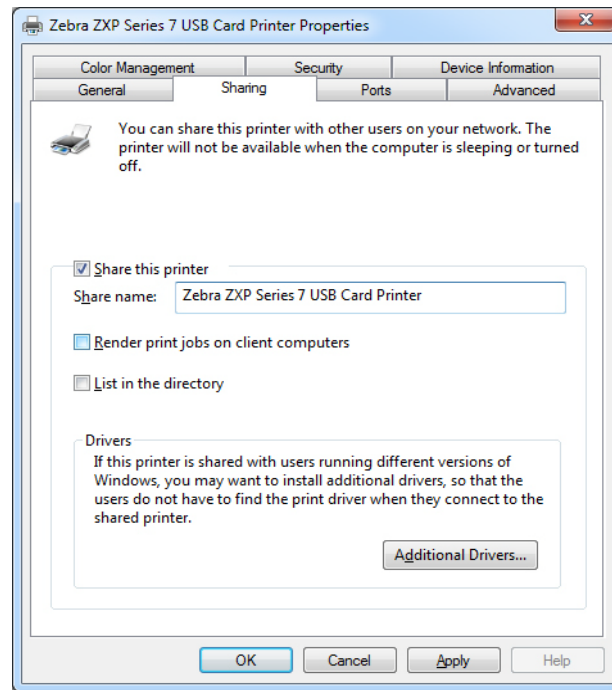 Zebra ZXP Series 7 USB Card Printer Properties
Color Management Security Device Information
General Sharing Ports Advanced
You can share this printer with other users on your network. The
printer will not be available when the computer is sleeping or turned
off.
Share this printer
Share name: Zebra ZXP Series 7 USB Card Printer
Render print jobs on client computers
List in the directory
Drivers
If this printer is shared with users running different versions of
Windows, you may want to install additional drivers, so that the
users do not have to find the print driver when they connect to the
shared printer.
Additional Drivers...
OK Cancel Apply Help